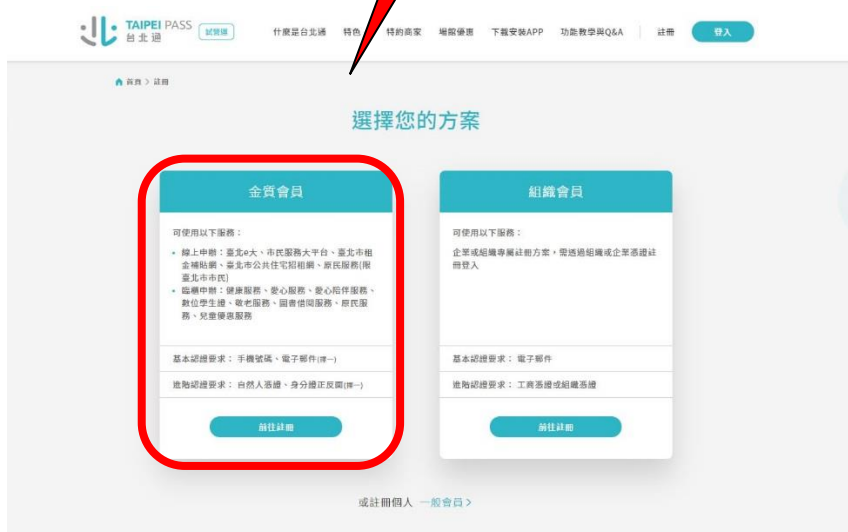 TAIPEI PASS
台北通
試營運
什麼是台北通 特色 特約商家 場館優惠 下載安裝APP 功能教學與Q&A 註冊 登入
首頁 > 註冊
選擇您的方案
金質會員
可使用以下服務：
• 線上申辦：臺北e大、市民服務大平台、臺北市租
金補貼網、臺北市公共住宅招租網、原民服務(限
臺北市市民)
• 臨櫃申辦：健康服務、愛心服務、愛心陪伴服務、
數位學生證、敬老服務、圖書借閱服務、原民服
務、兒童優惠服務
基本認證要求： 手機號碼、電子郵件(擇一)
進階認證要求： 自然人憑證、身分證正反面(擇一)
前往註冊
組織會員
可使用以下服務：
企業或組織專屬註冊方案，需透過組織或企業憑證註
冊登入
基本認證要求： 電子郵件
進階認證要求： 工商憑證或組織憑證
前往註冊
或註冊個人 一般會員 >